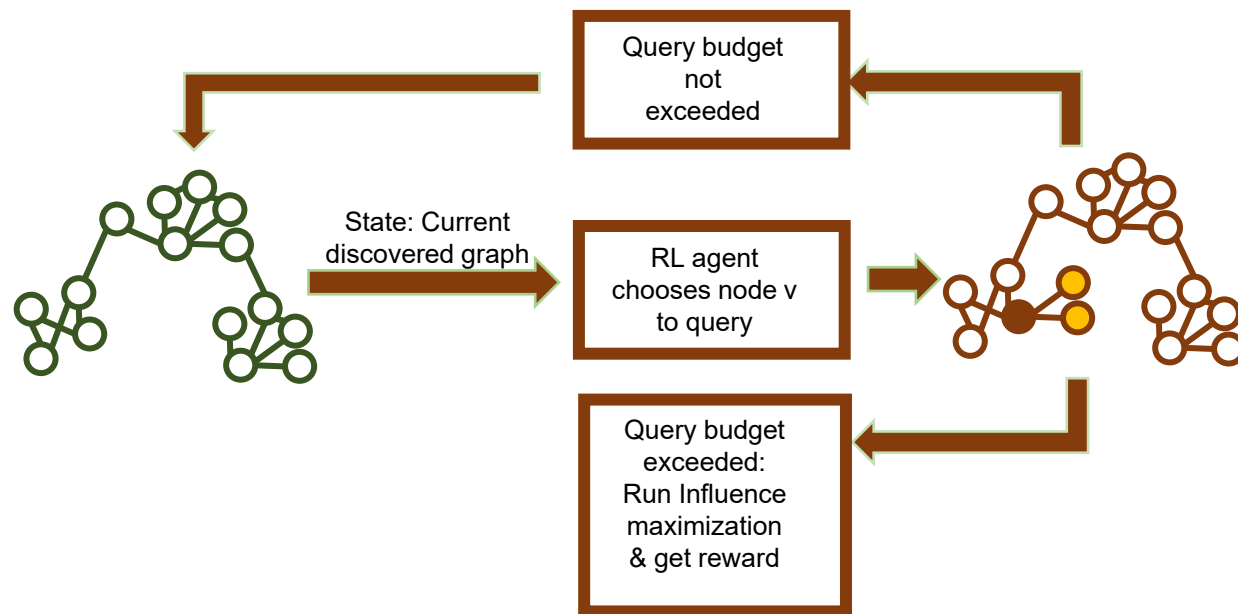 Query budget
not
exceeded
State: Current
discovered graph
RL agent
chooses node v
to query
Query budget
exceeded:
Run Influence
maximization
& get reward